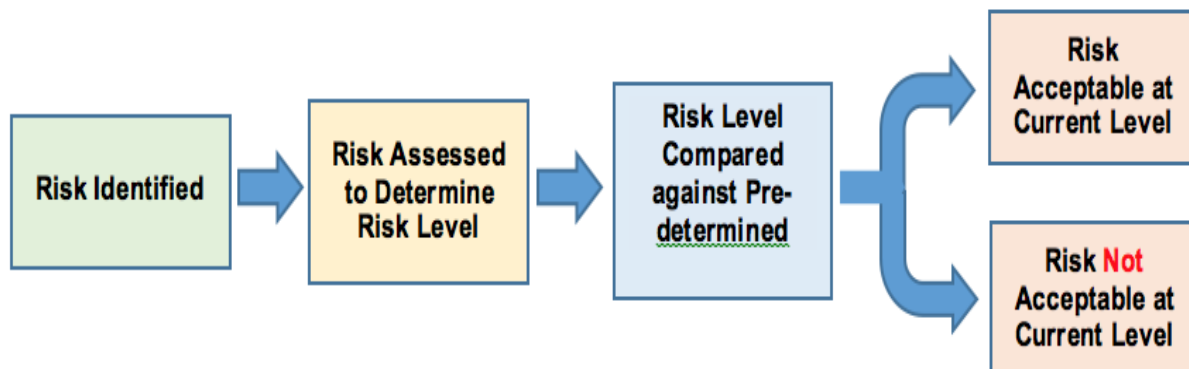 Risk Identified
Risk Assessed
to Determine
Risk Level
Risk Level
Compared
against Pre-
determined
Risk
Acceptable at
Current Level
Risk Not
Acceptable at
Current Level